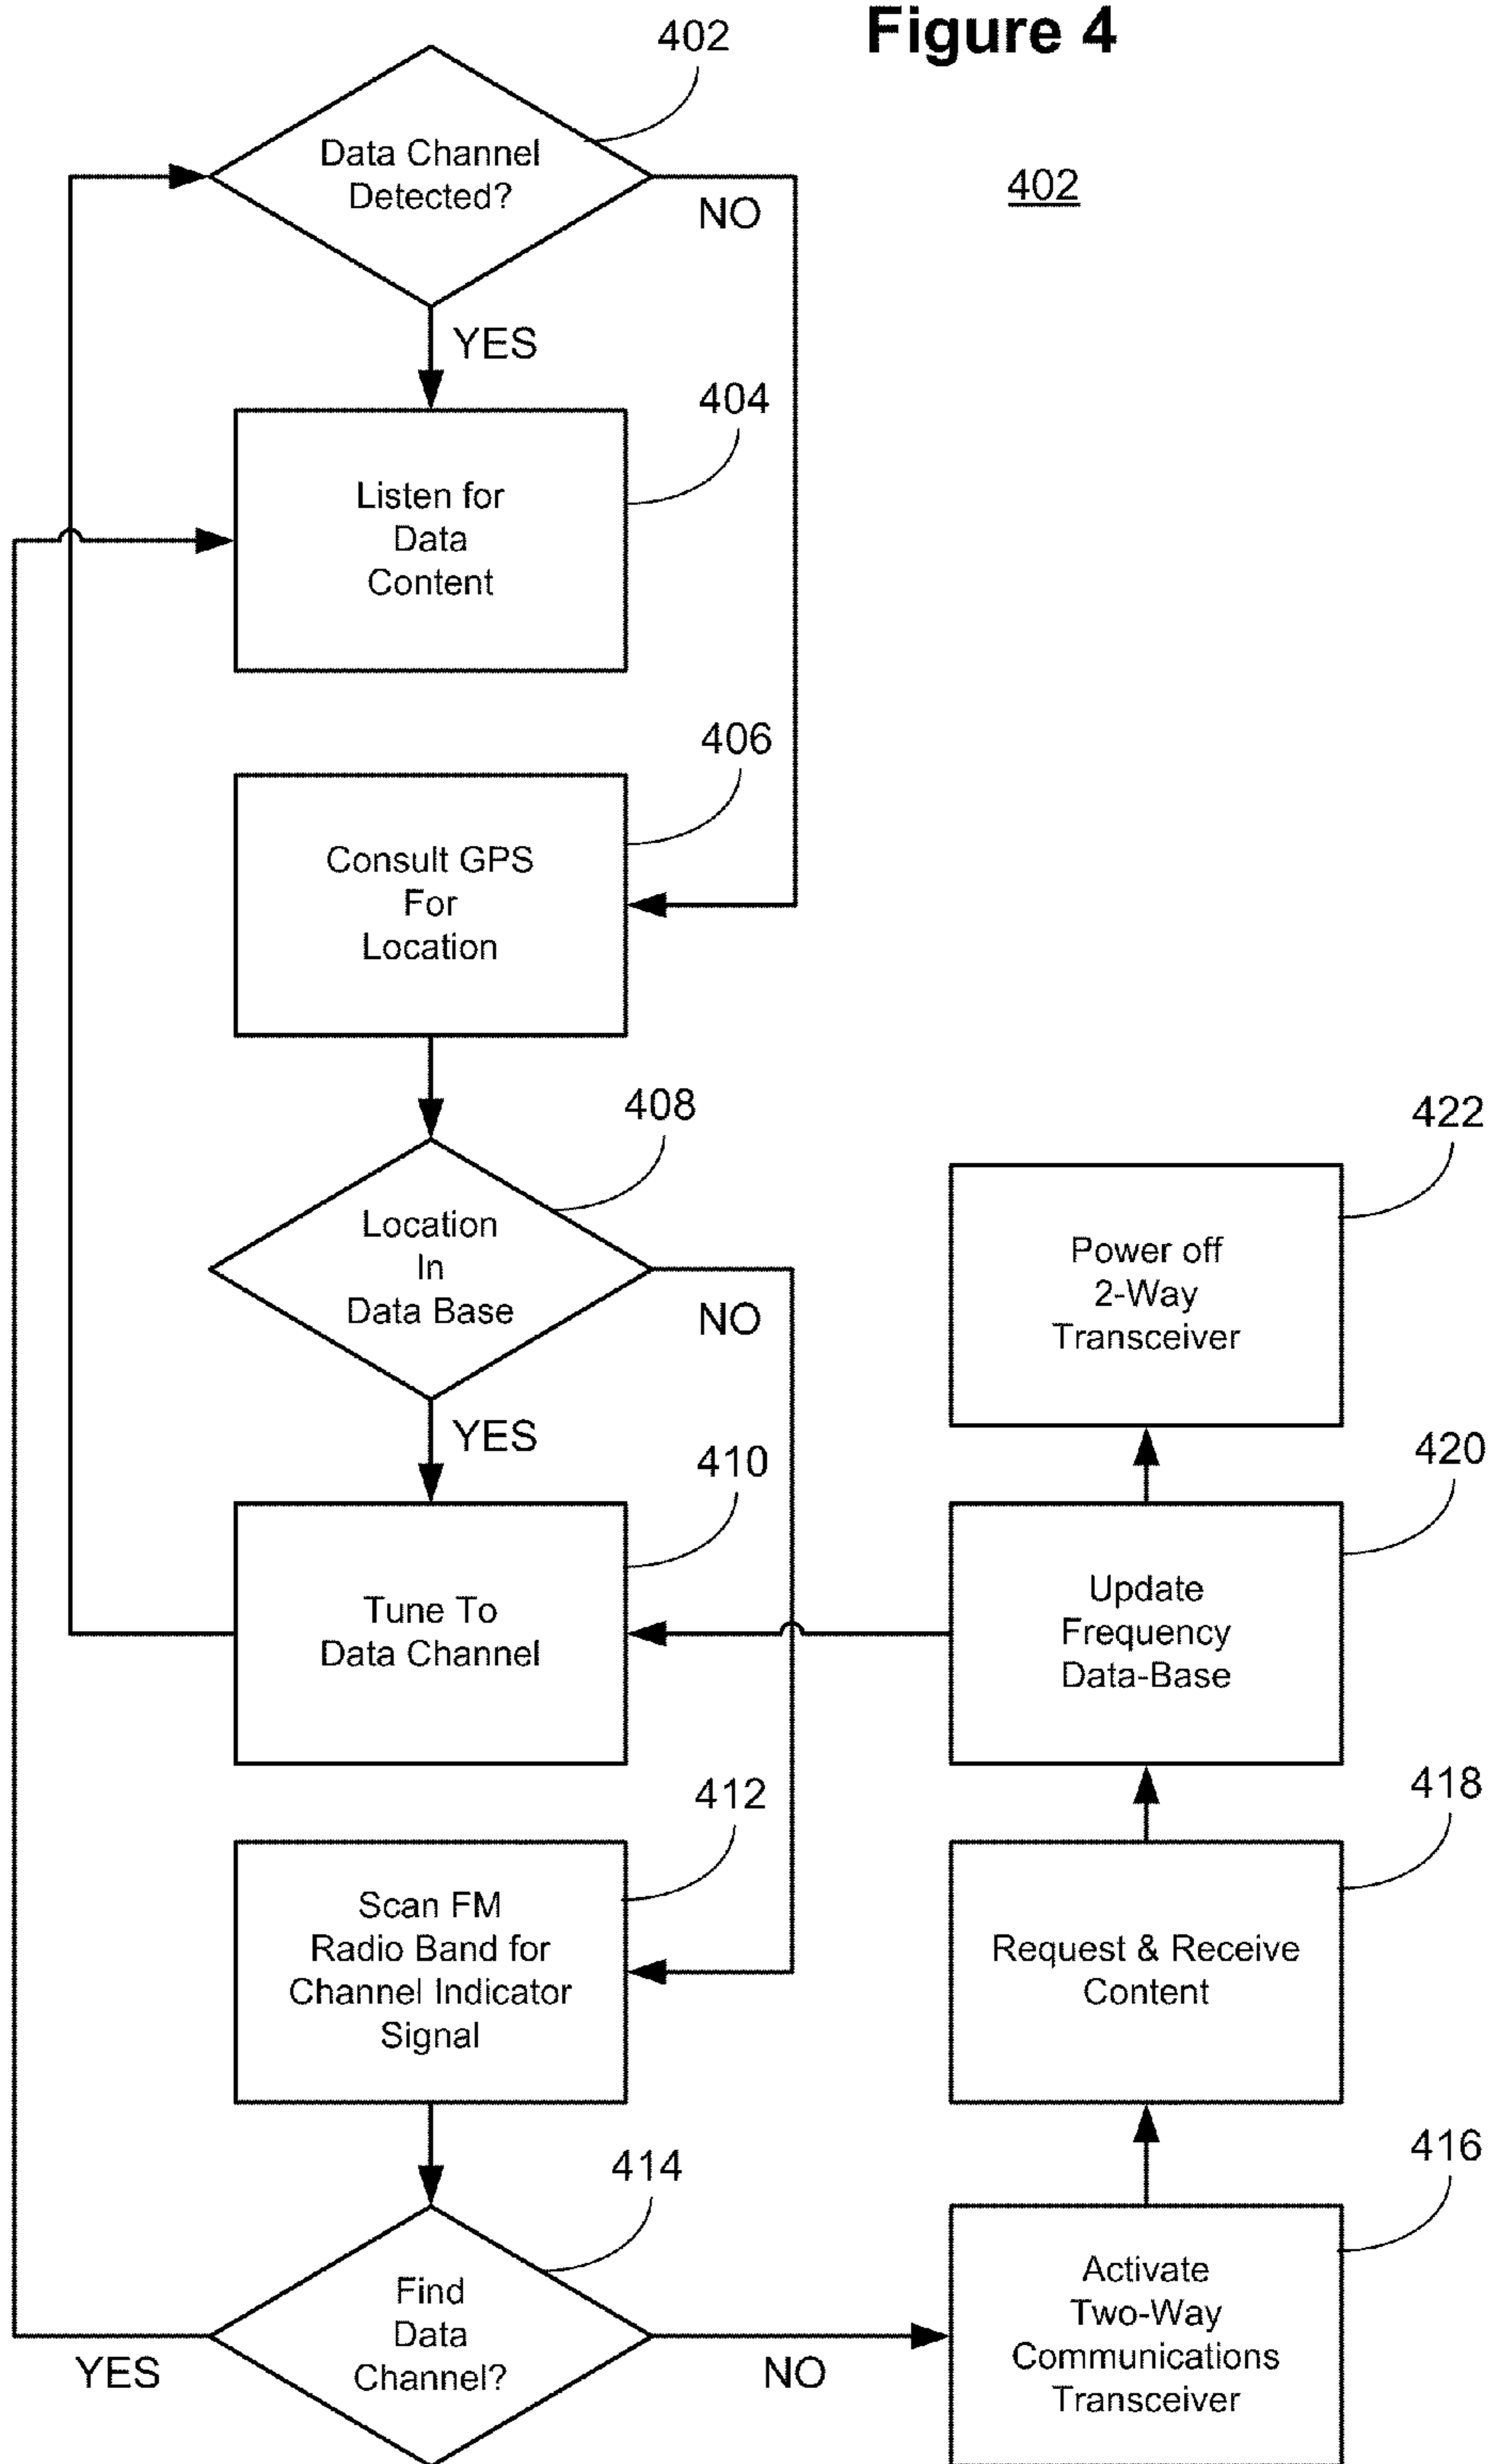 Figure 4
402
Data Channel
Detected?
402
NO
YES
404
Listen for
Data
Content
406
Consult GPS
For
Location
408
Location
In
Data Base
NO
YES
422
Power off
2-Way
Transceiver
410
Tune To
Data Channel
420
Update
Frequency
Data-Base
412
Scan FM
Radio Band for
Channel Indicator
Signal
418
Request & Receive
Content
414
Find
Data
Channel?
YES
NO
416
Activate
Two-Way
Communications
Transceiver